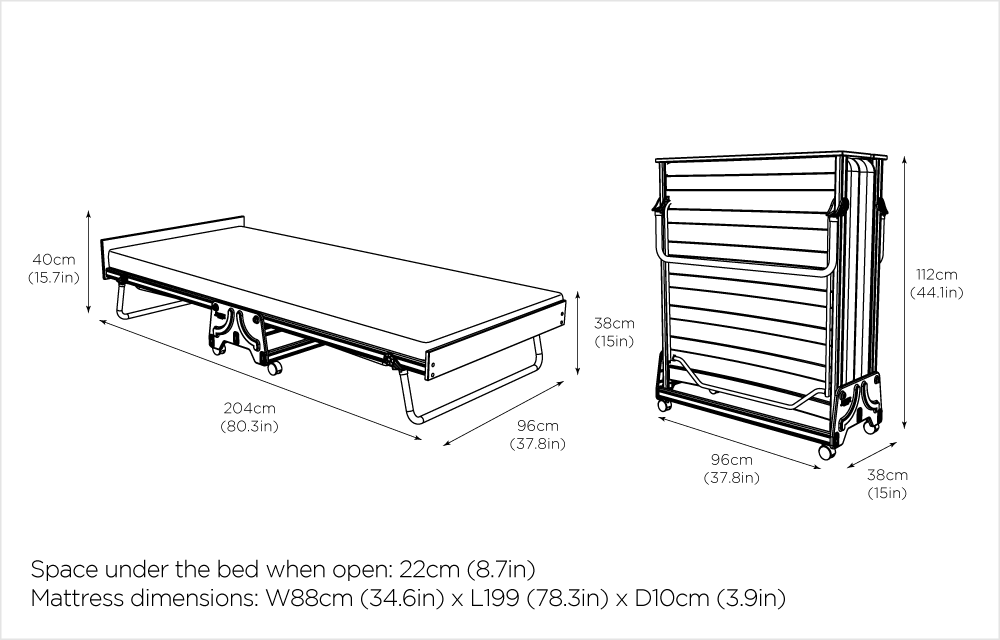 40cm
(15.7in)
38cm
(15in)
204cm
(80.3in)
96cm
(37.8in)
112cm
(44.1in)
96cm
(37.8in)
38cm
(15in)
Space under the bed when open: 22cm (8.7in)
Mattress dimensions: W88cm (34.6in) x L199 (78.3in) x D10cm (3.9in)